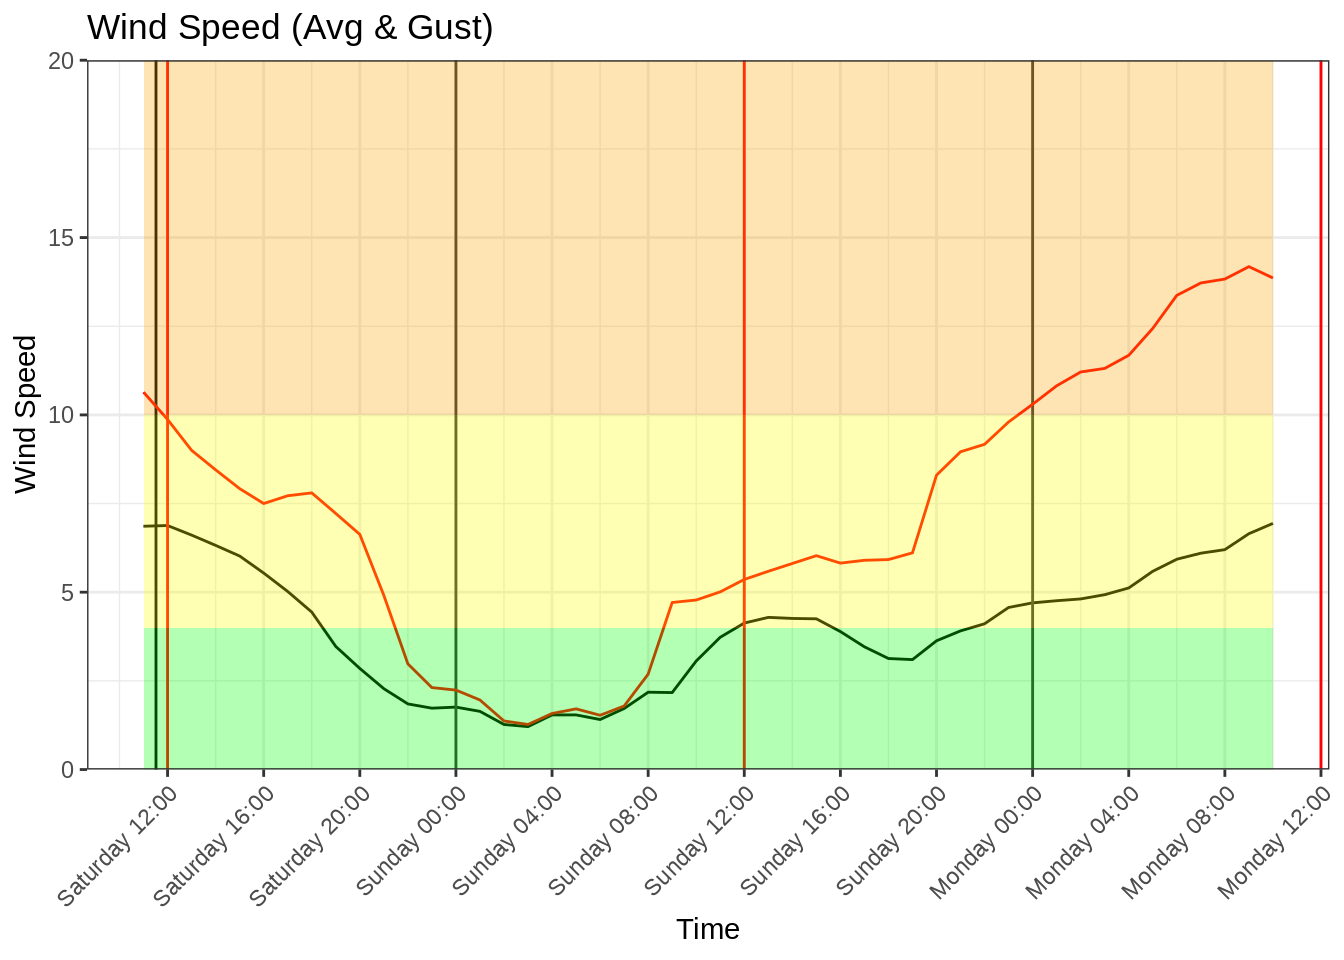 Wind Speed (Avg & Gust)
20
15
10
5
0
Wind Speed
Saturday 12:00
Saturday 16:00
Saturday 20:00
Sunday 00:00
Sunday 04:00
Sunday 08:00
Sunday 12:00
Sunday 16:00
Sunday 20:00
Monday 00:00
Monday 04:00
Monday 08:00
Monday 12:00
Time